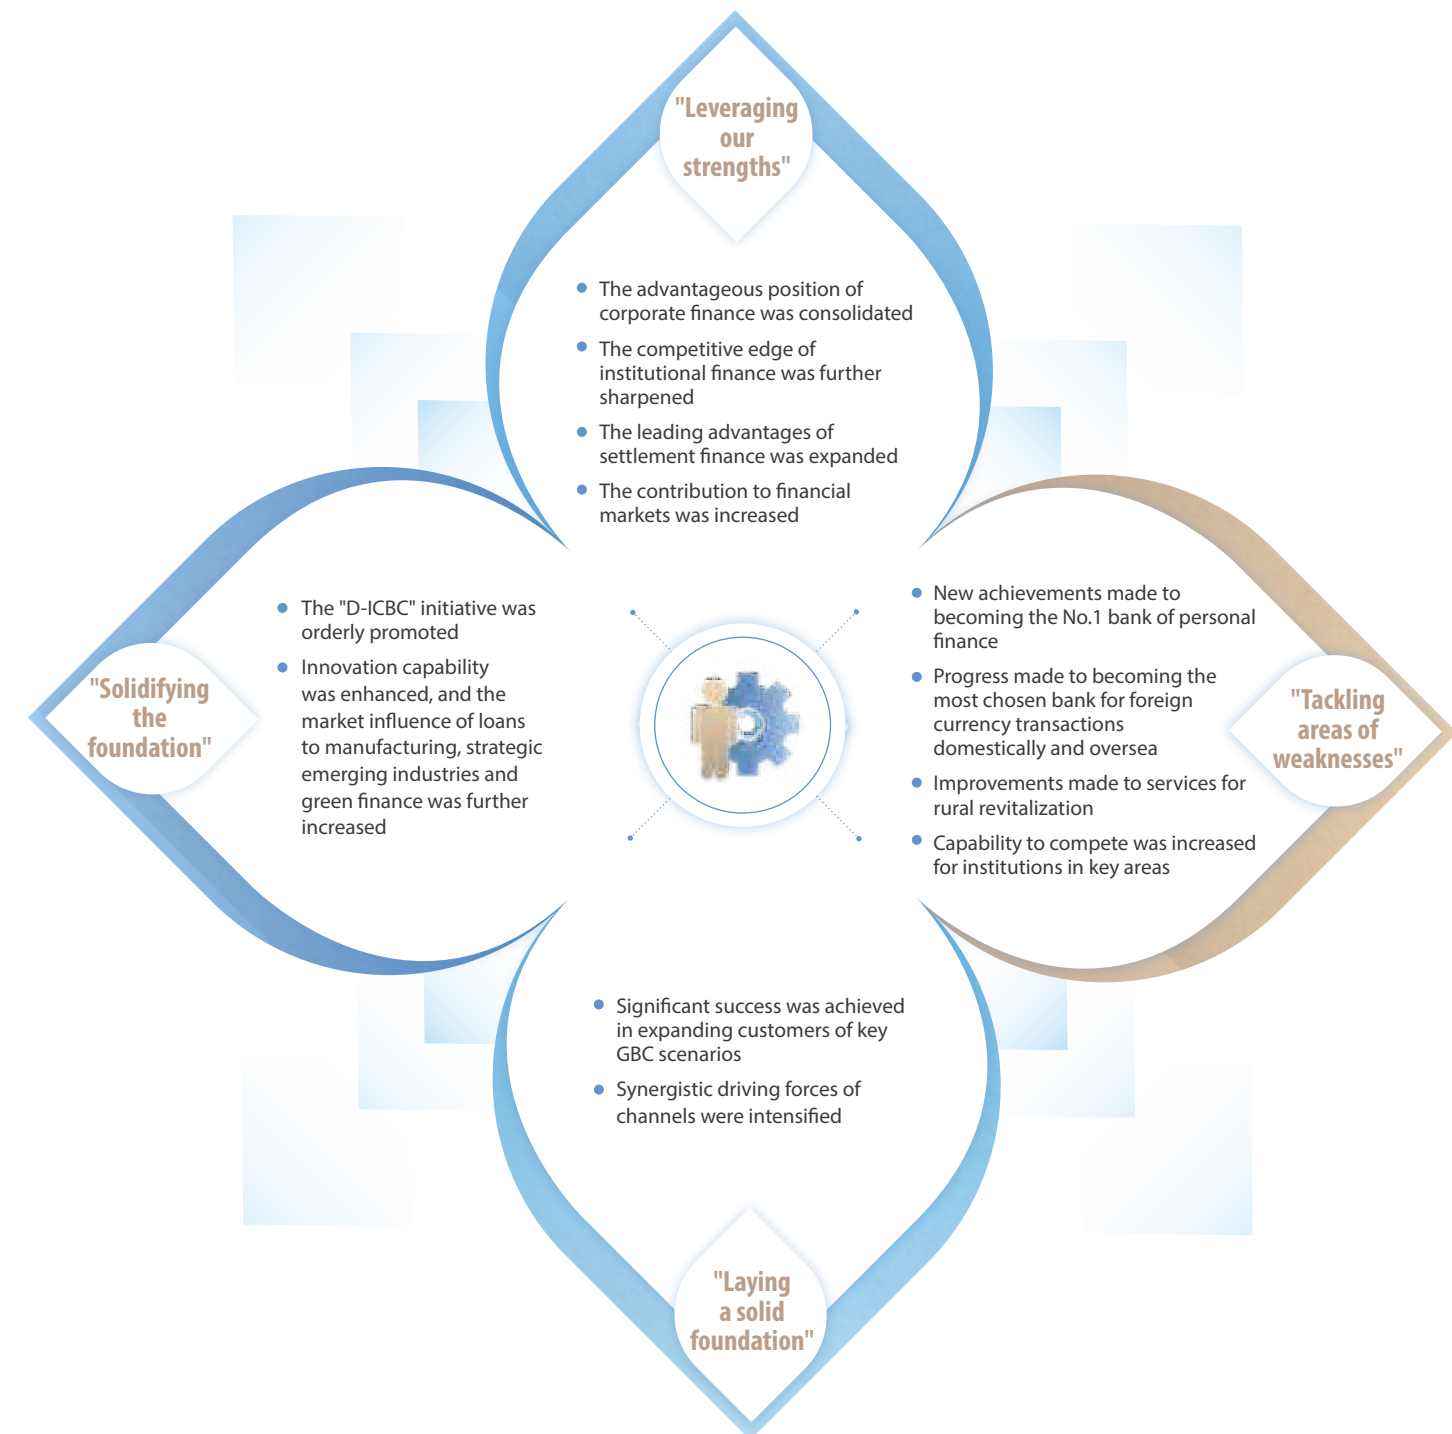 "Leveraging
our
strengths"
The advantageous position of
corporate finance was consolidated
The competitive edge of
institutional finance was further
sharpened
The leading advantages of
settlement finance was expanded
The contribution to financial
markets was increased
"Solidifying
the
foundation"
The "D-ICBC" initiative was
orderly promoted
Innovation capability
was enhanced, and the
market influence of loans
to manufacturing, strategic
emerging industries and
green finance was further
increased
New achievements made to
becoming the No.1 bank of personal
finance
Progress made to becoming the
most chosen bank for foreign
currency transactions
domestically and oversea
Improvements made to services for
rural revitalization
Capability to compete was increased
for institutions in key areas
"Tackling
areas of
weaknesses"
Significant success was achieved
in expanding customers of key
GBC scenarios
Synergistic driving forces of
channels were intensified
"Laying
a solid
foundation"